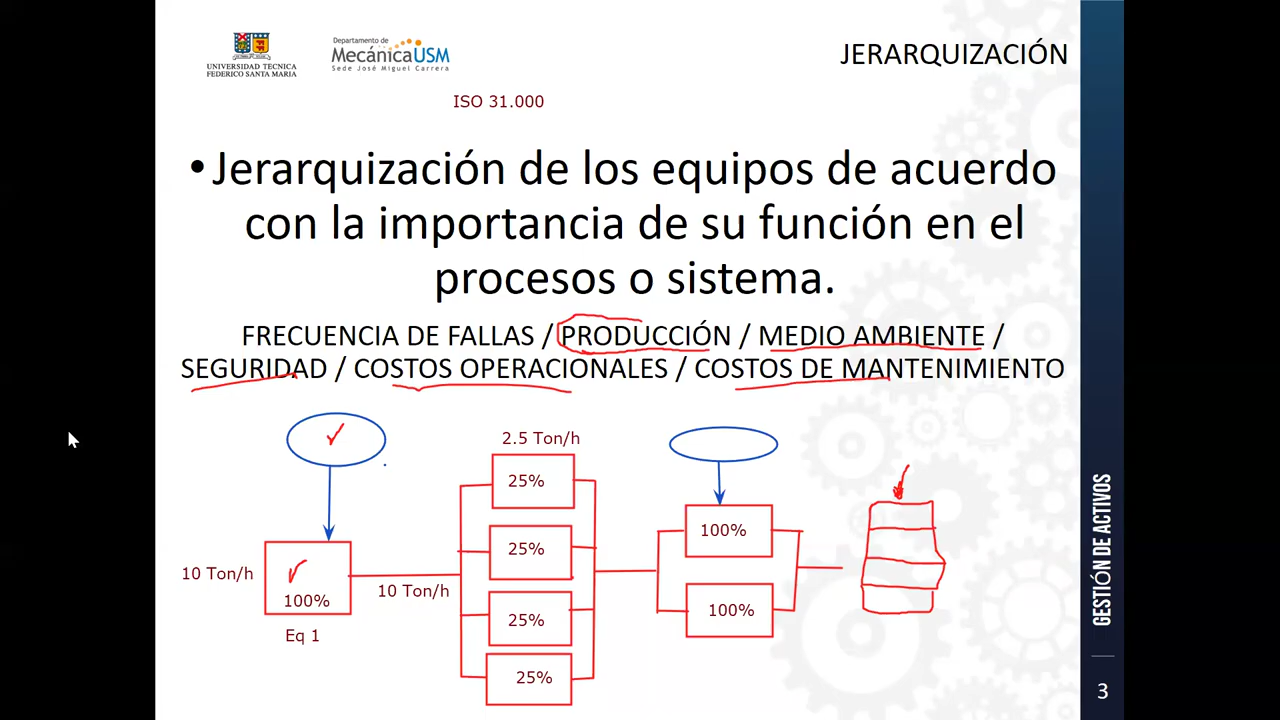 UNIVERSIDAD TECNICA
FEDERICO SANTA MARIA
Departamento de
MecánicaUSM
Sede José Miguel Carrera
JERARQUIZACIÓN
ISO 31.000
•Jerarquización de los equipos de acuerdo
con la importancia de su función en el
procesos o sistema.
FRECUENCIA DE FALLAS / PRODUCCIÓN / MEDIO AMBIENTE /
SEGURIDAD / COSTOS OPERACIONALES / COSTOS DE MANTENIMIENTO
2.5 Ton/h
25%
25%
25%
25%
100%
100%
10 Ton/h
100%
Eq 1
10 Ton/h
GESTIÓN DE ACTIVOS
3